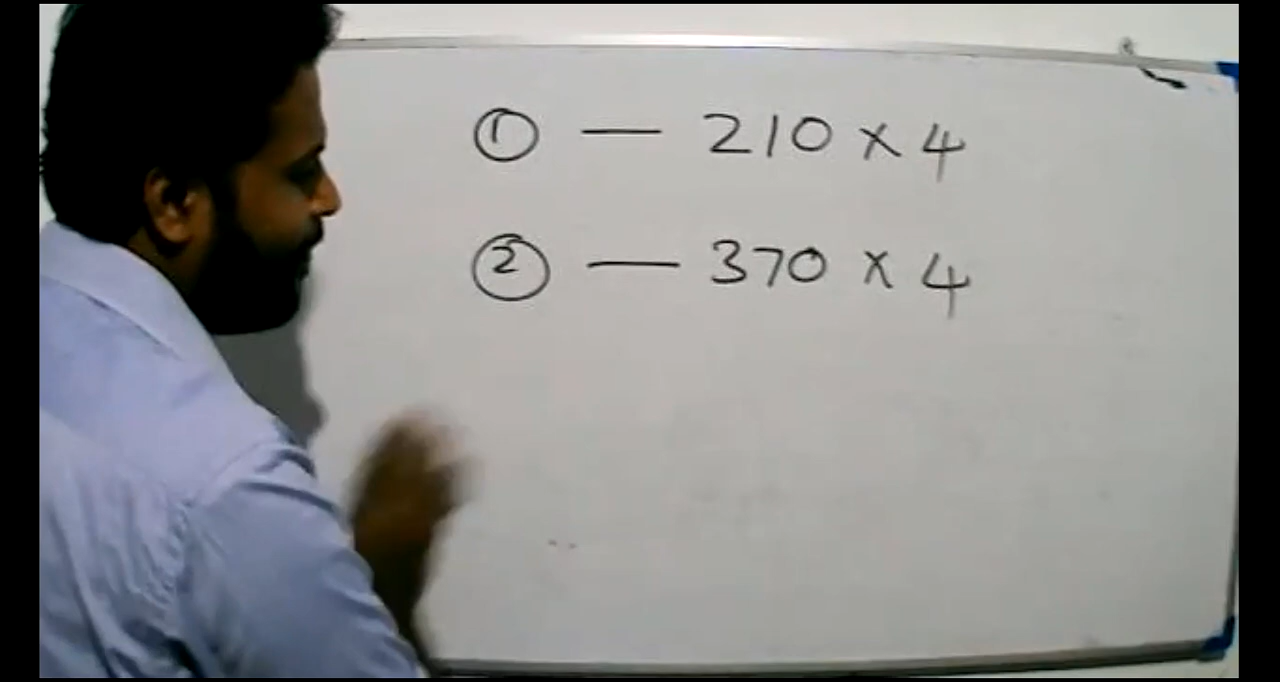 ① — 210 × 4
② — 370 × 4